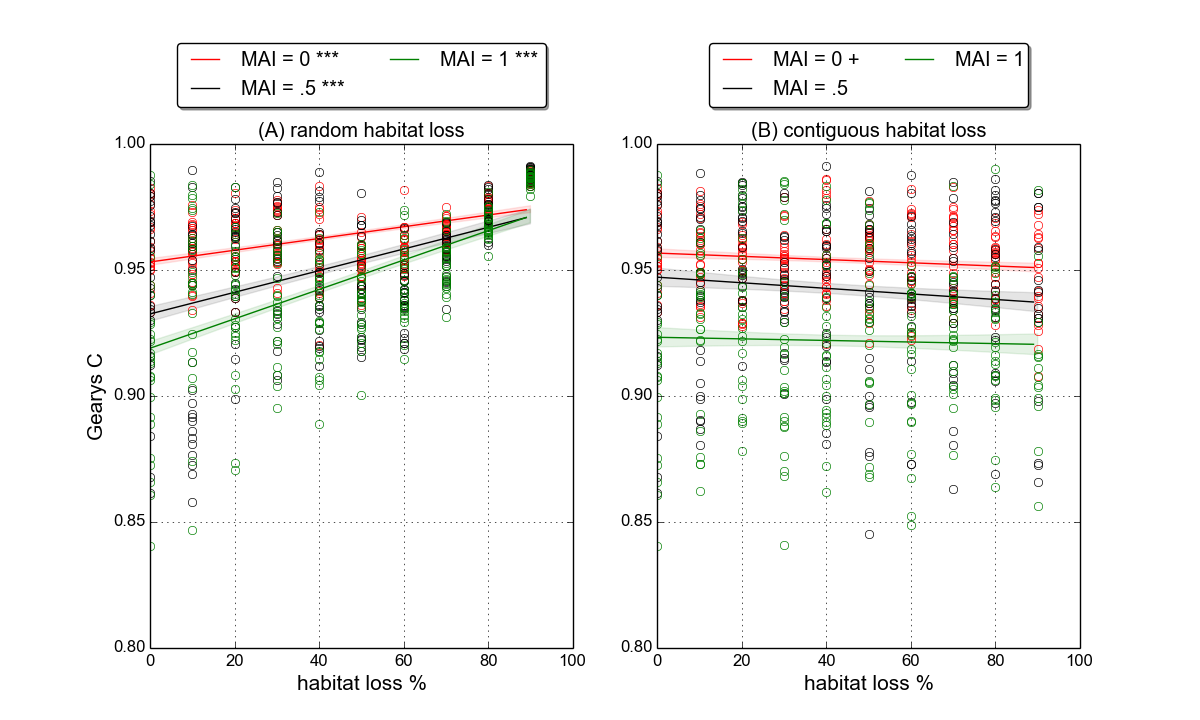 MAI = 0 ***
MAI = 1 ***
MAI = .5 ***
MAI = 0 +
MAI = 1
MAI = .5
(A) random habitat loss
(B) contiguous habitat loss
1.00
0.95
0.90
0.85
0.80
Gearys C
0 20 40 60 80 100
habitat loss %
1.00
0.95
0.90
0.85
0.80
0 20 40 60 80 100
habitat loss %